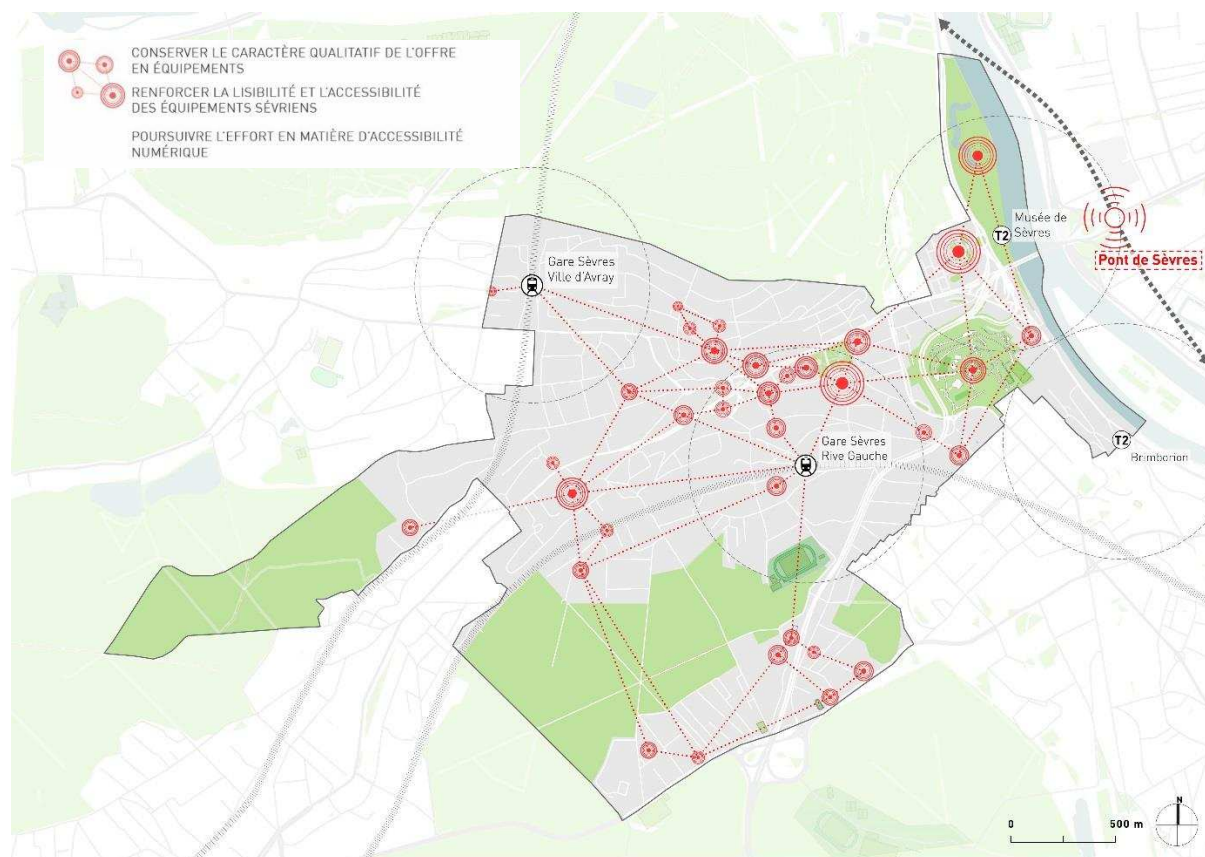 CONSERVER LE CARACTÈRE QUALITATIF DE L'OFFRE
EN ÉQUIPEMENTS
RENFORCER LA LISIBILITÉ ET L'ACCESSIBILITÉ
DES ÉQUIPEMENTS SÉVRIENS
POURSUIVRE L'EFFORT EN MATIÈRE D'ACCESSIBILITÉ
NUMÉRIQUE
Musée de
Sèvres
T2
Pont de Sèvres
Gare Sèvres
Ville d'Avray
Gare Sèvres
Rive Gauche
T2
Brimborion
0 500 m
N